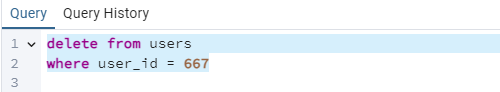 Query Query History
1 delete from users
2 where user_id = 667
3